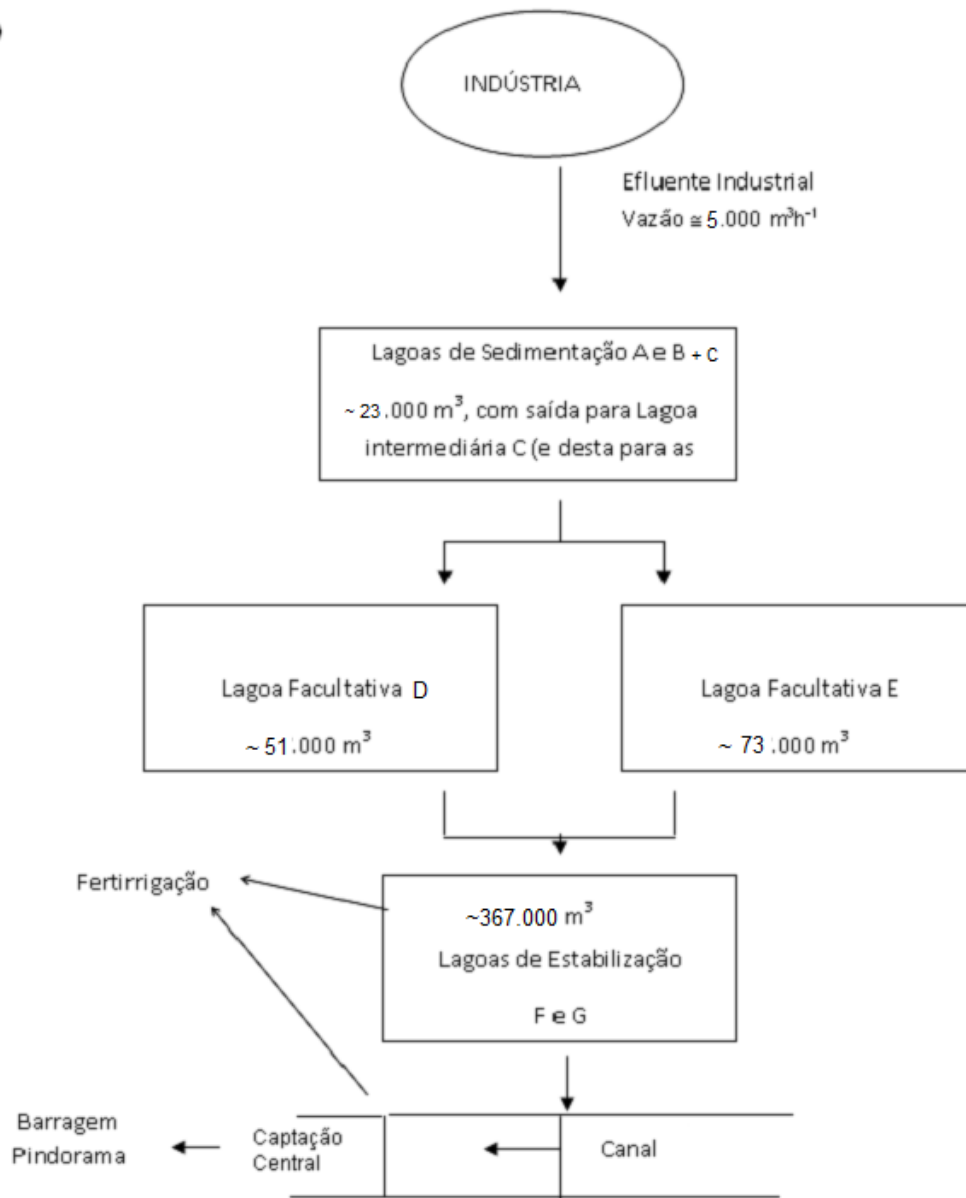 INDÚSTRIA
Efluente Industrial
Vazão ≅ 5.000 m³h⁻¹
Lagoas de Sedimentação A e B + C
~ 23.000 m³, com saída para Lagoa
intermediária C (e desta para as
Lagoa Facultativa D
~ 51.000 m³
Lagoa Facultativa E
~ 73.000 m³
Fertirrigação
~367.000 m³
Lagoas de Estabilização
F e G
Barragem
Pindorama
Captação
Central
Canal